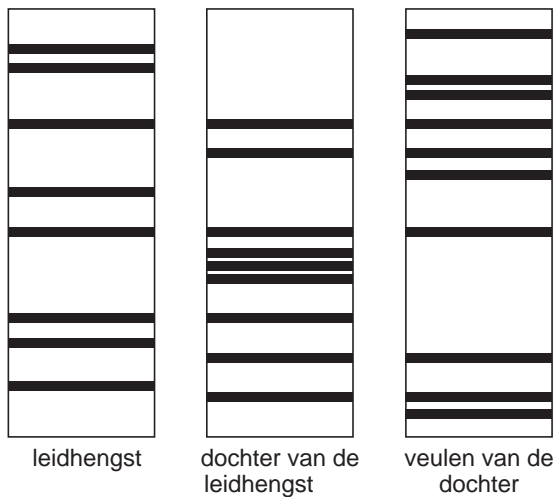 leidhengst
dochter van de
leidhengst
veulen van de
dochter